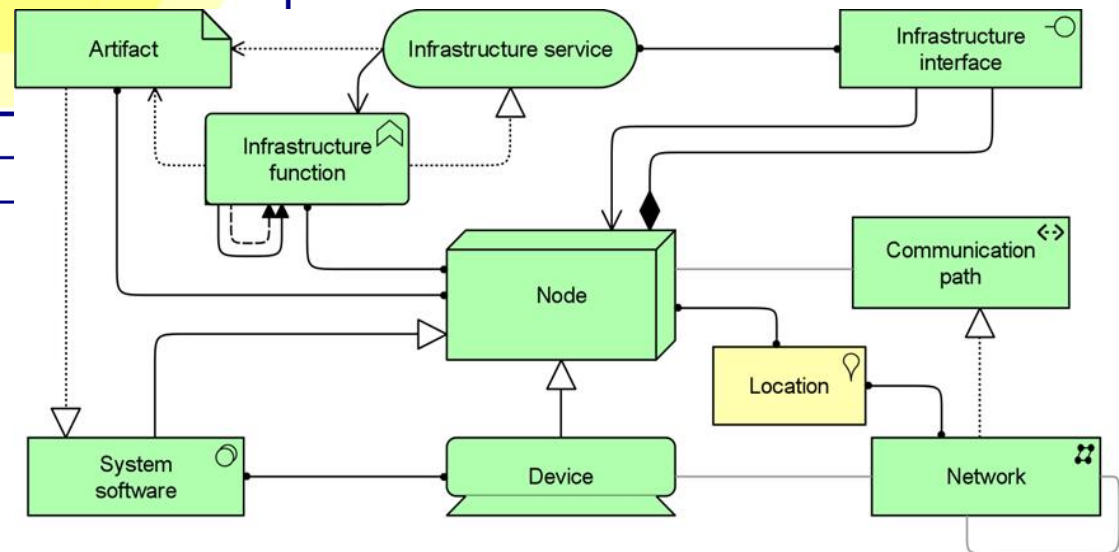 Artifact
Infrastructure service
Infrastructure
interface
Infrastructure
function
Communication
path
Node
Location
System
software
Device
Network